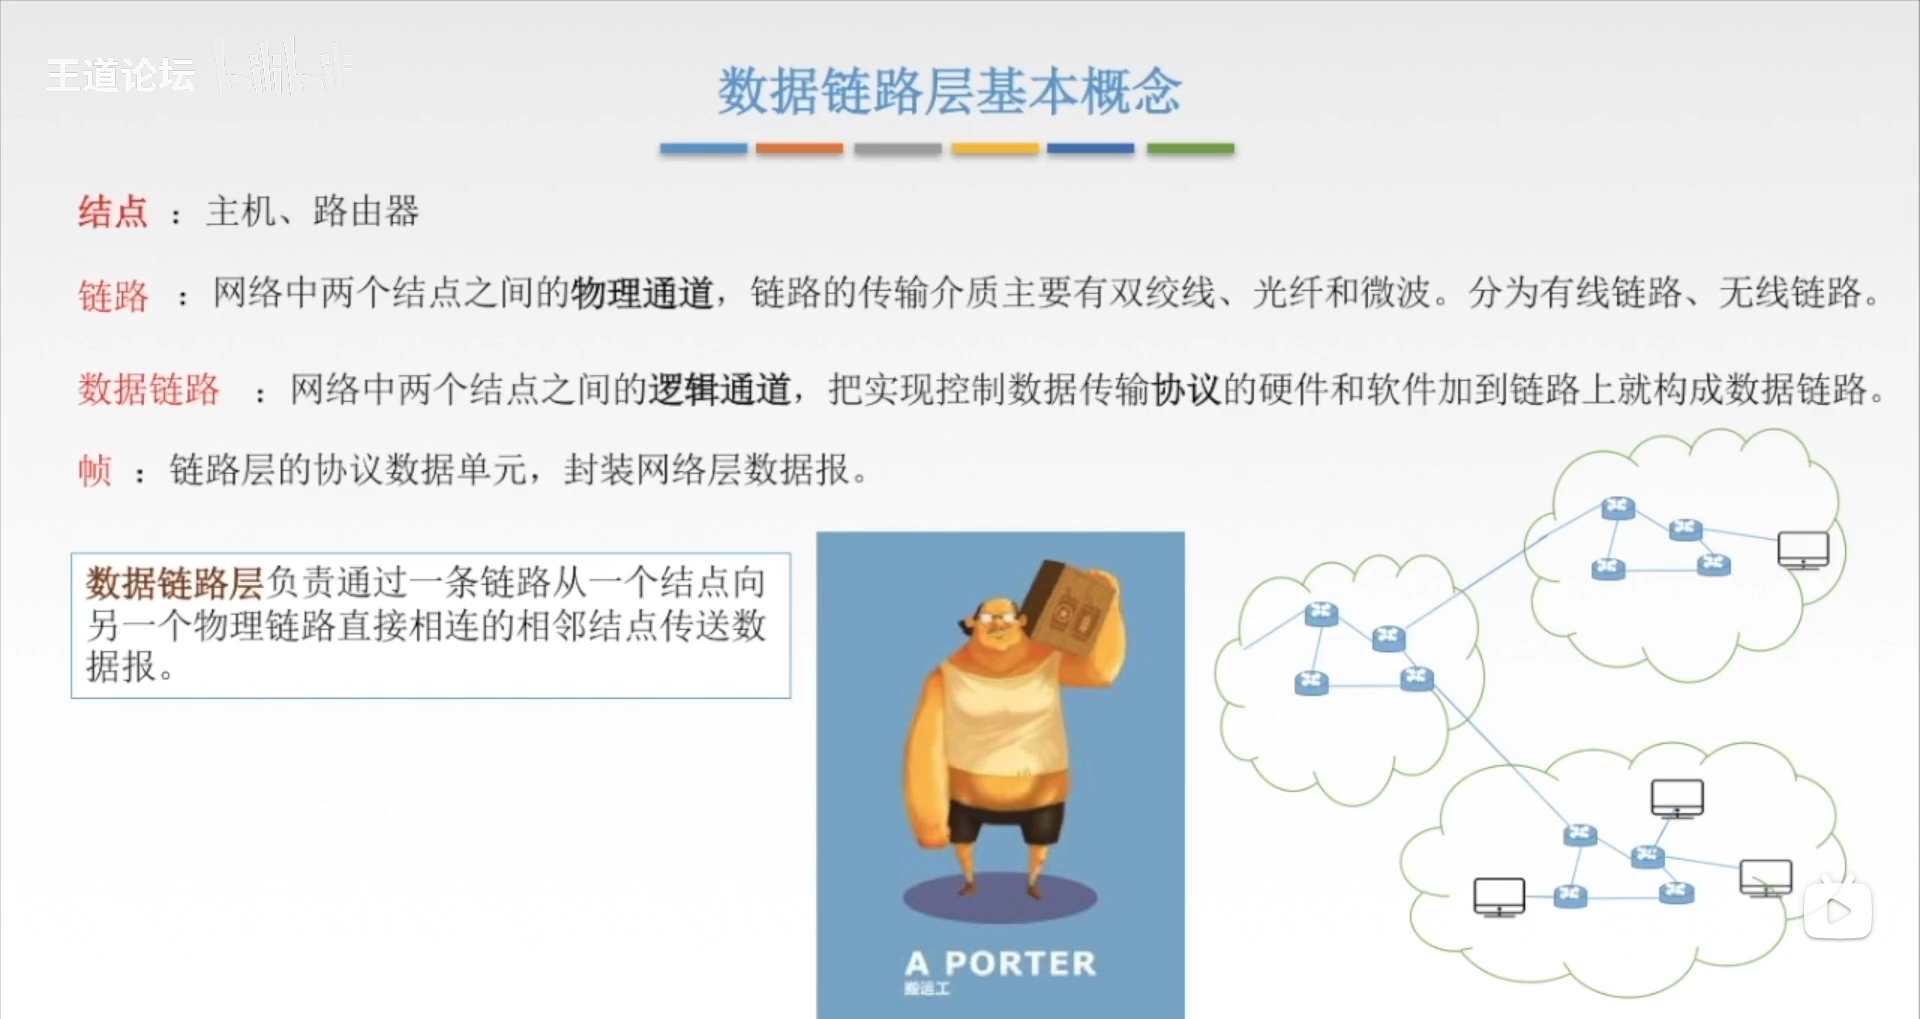 王道论坛 bilibili
数据链路层基本概念
结点：主机、路由器
链路：网络中两个结点之间的物理通道，链路的传输介质主要有双绞线、光纤和微波。分为有线链路、无线链路。
数据链路：网络中两个结点之间的逻辑通道，把实现控制数据传输协议的硬件和软件加到链路上就构成数据链路。
帧：链路层的协议数据单元，封装网络层数据报。
数据链路层负责通过一条链路从一个结点向
另一个物理链路直接相连的相邻结点传送数
据报。
A PORTER
搬运工